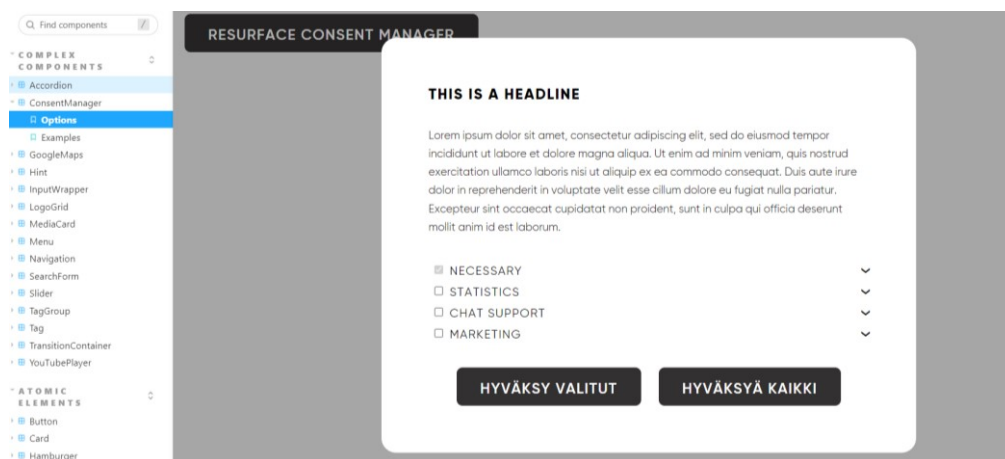 Find components
/
COMPLEX
COMPONENTS
Accordion
ConsentManager
Options
Examples
GoogleMaps
Hint
InputWrapper
LogoGrid
MediaCard
Menu
Navigation
SearchForm
Slider
TagGroup
Tag
TransitionContainer
YouTubePlayer
ATOMIC
ELEMENTS
Button
Card
Hamburger
RESURFACE CONSENT MANAGER
THIS IS A HEADLINE
Lorem ipsum dolor sit amet, consectetur adipiscing elit, sed do eiusmod tempor
incididunt ut labore et dolore magna aliqua. Ut enim ad minim veniam, quis nostrud
exercitation ullamco laboris nisi ut aliquip ex ea commodo consequat. Duis aute irure
dolor in reprehenderit in voluptate velit esse cillum dolore eu fugiat nulla pariatur.
Excepteur sint occaecat cupidatat non proident, sunt in culpa qui officia deserunt
mollit anim id est laborum.
NECESSARY
STATISTICS
CHAT SUPPORT
MARKETING
HYVÄKSY VALITUT
HYVÄKSYÄ KAIKKI